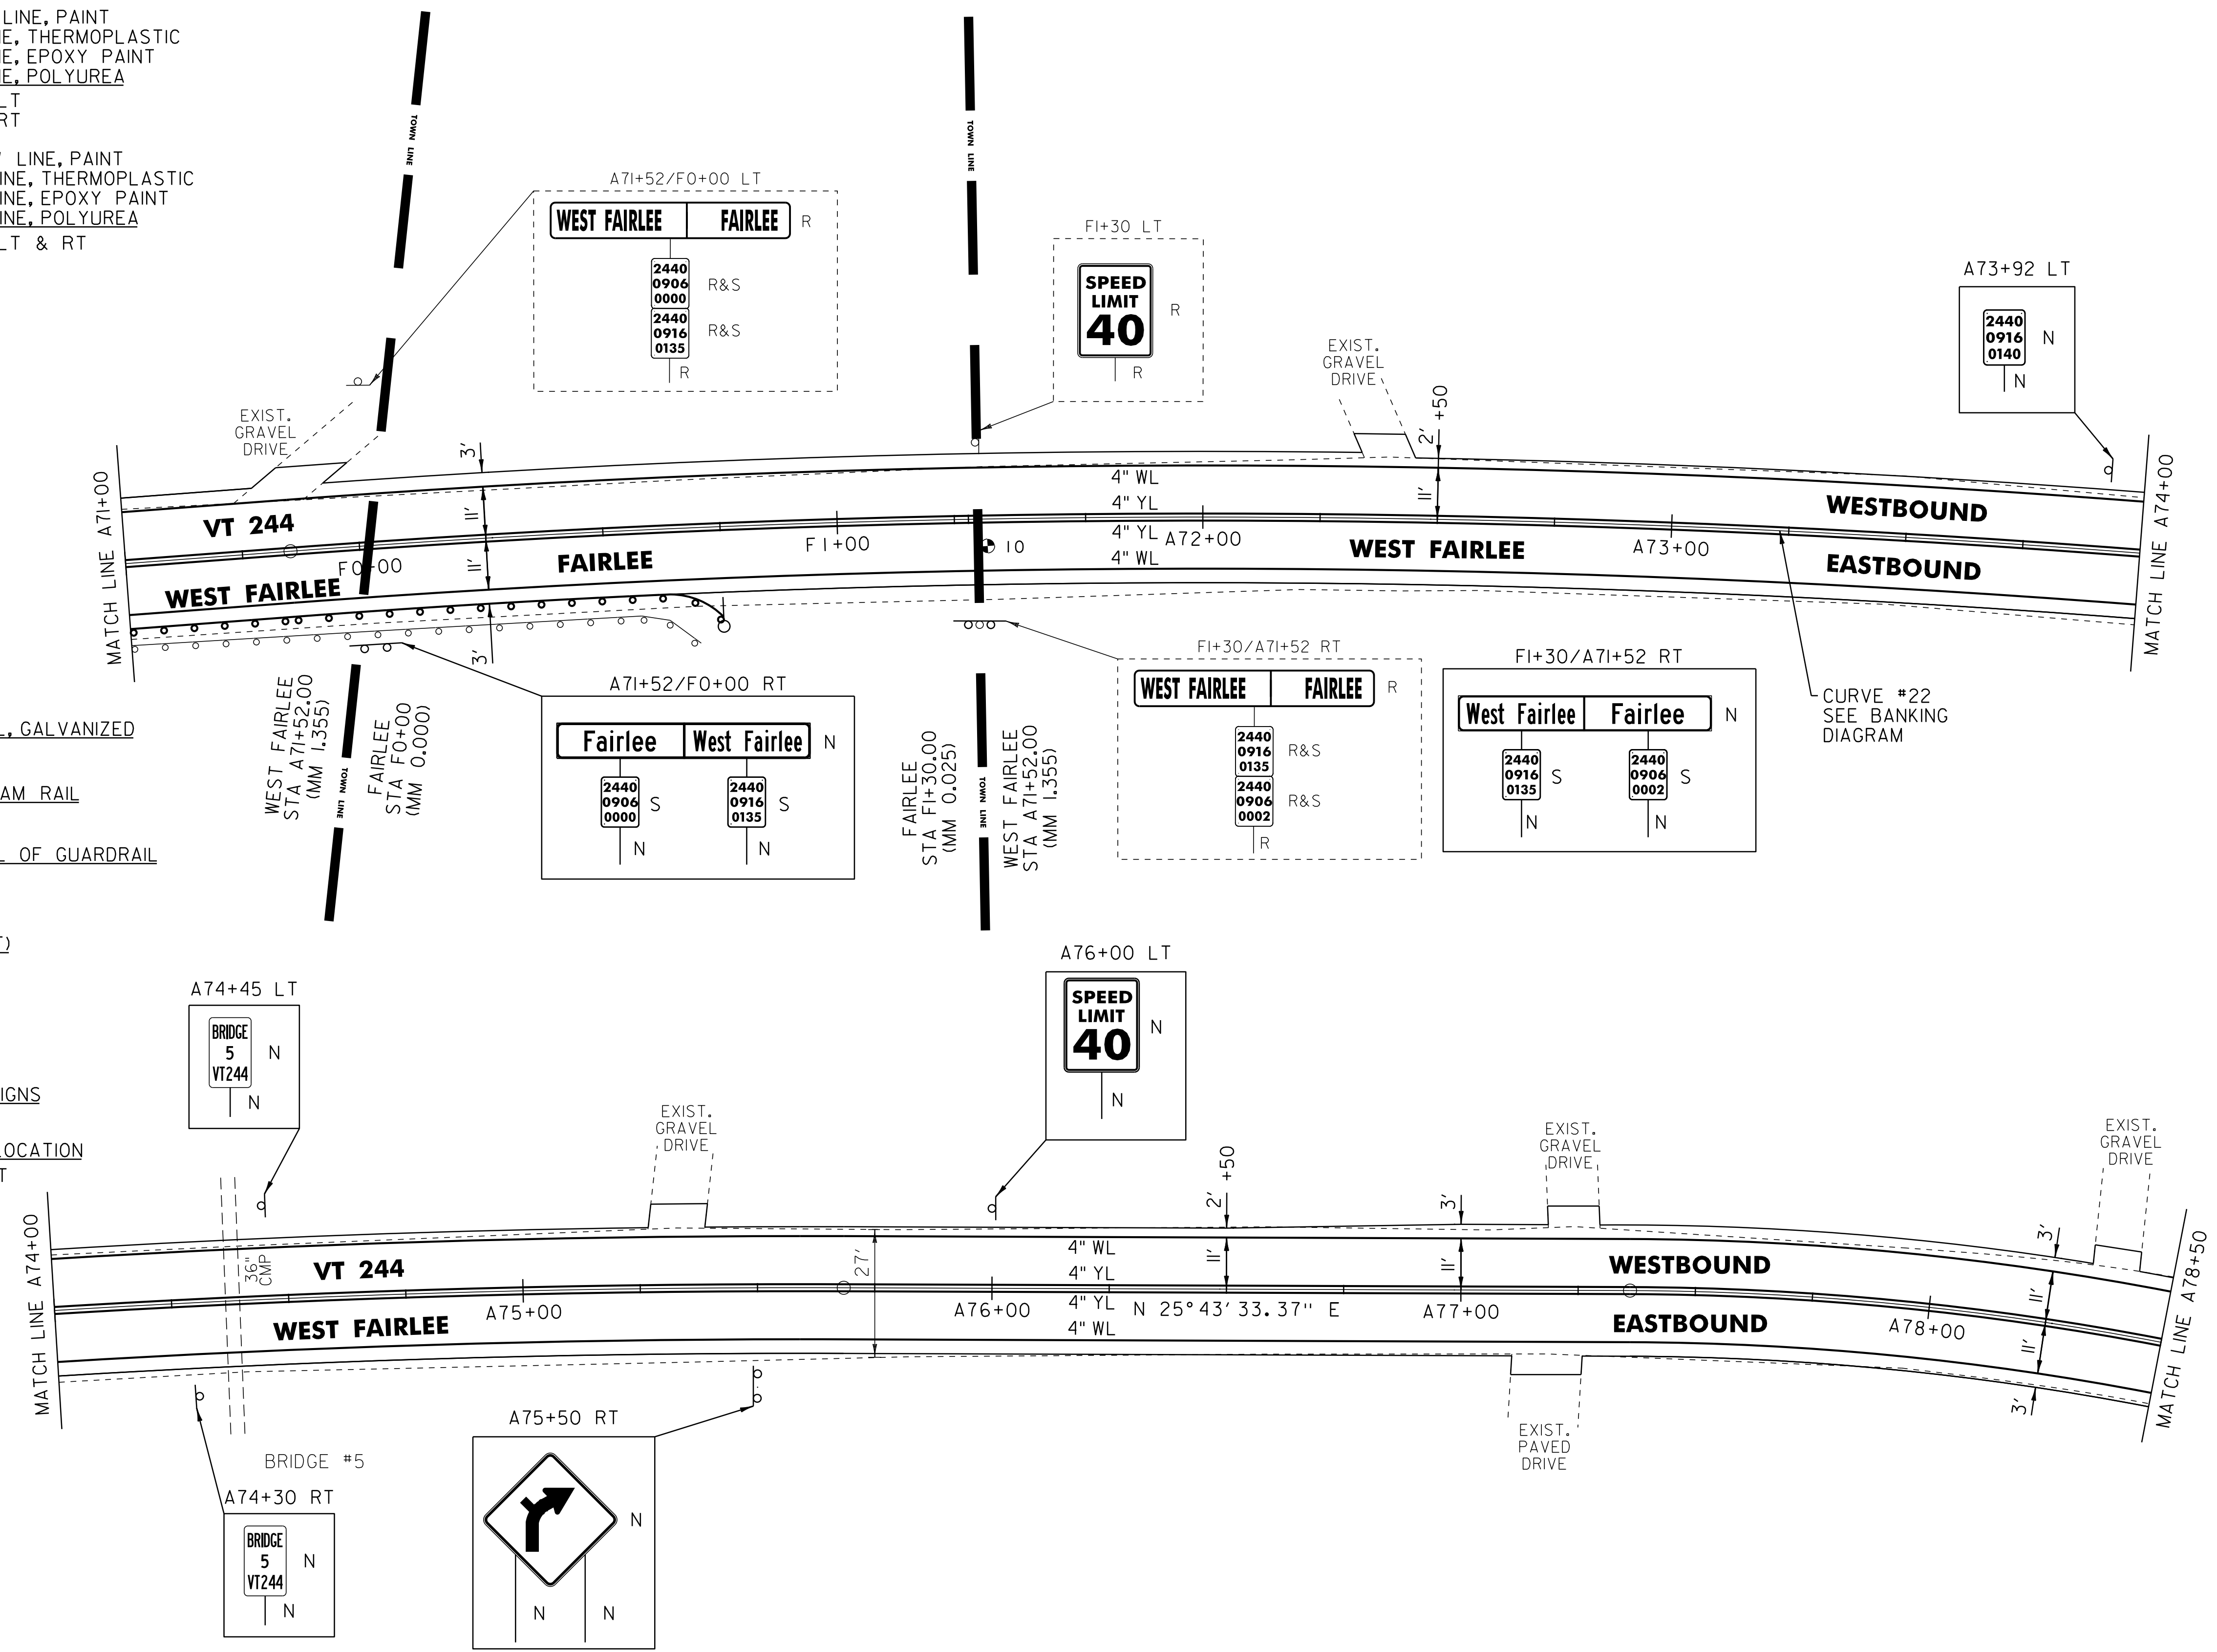 LINE, PAINT
NE, THERMOPLASTIC
NE, EPOXY PAINT
NE, POLYUREA
LT
RT
LINE, PAINT
INE, THERMOPLASTIC
INE, EPOXY PAINT
INE, POLYUREA
LT & RT
TOWN LINE
TOWN LINE
A71+52/F0+00 LT
WEST FAIRLEE FAIRLEE R
2440
0906
0000
R&S
2440
0916
0135
R&S
R
F1+30 LT
SPEED
LIMIT
40
R
R
A73+92 LT
2440
0916
0140
N
N
EXIST.
GRAVEL
DRIVE
EXIST.
GRAVEL
DRIVE
MATCH LINE A71+00
3'
2' +50
11'
11'
11'
3'
4" WL
4" YL
4" YL
4" WL
VT 244
WESTBOUND
F0+00
F1+00
10
A72+00
A73+00
WEST FAIRLEE
FAIRLEE
WEST FAIRLEE
EASTBOUND
MATCH LINE A74+00
WEST FAIRLEE
STA A71+52.00
(MM 1.355)
TOWN LINE
FAIRLEE
STA F0+00
(MM 0.000)
A71+52/F0+00 RT
Fairlee West Fairlee N
2440
0906
0000
S
N
2440
0916
0135
S
N
FAIRLEE
STA F1+30.00
(MM 0.025)
TOWN LINE
WEST FAIRLEE
STA A71+52.00
(MM 1.355)
F1+30/A71+52 RT
WEST FAIRLEE FAIRLEE R
2440
0916
0135
R&S
2440
0906
0002
R&S
R
F1+30/A71+52 RT
West Fairlee Fairlee N
2440
0916
0135
S
N
2440
0906
0002
S
N
CURVE #22
SEE BANKING
DIAGRAM
L, GALVANIZED
AM RAIL
L OF GUARDRAIL
T)
IGNS
LOCATION
T
A74+45 LT
BRIDGE
5
VT244
N
N
A76+00 LT
SPEED
LIMIT
40
N
N
EXIST.
GRAVEL
DRIVE
EXIST.
GRAVEL
DRIVE
EXIST.
GRAVEL
DRIVE
MATCH LINE A74+00
36"
CMP
27'
2' +50
11'
3'
11'
3'
11'
11'
3'
4" WL
4" YL
4" YL
4" WL
VT 244
WESTBOUND
A75+00
A76+00
N 25°43'33.37" E
A77+00
A78+00
WEST FAIRLEE
EASTBOUND
MATCH LINE A78+50
BRIDGE #5
A74+30 RT
BRIDGE
5
VT244
N
N
A75+50 RT
N
N N
EXIST.
PAVED
DRIVE